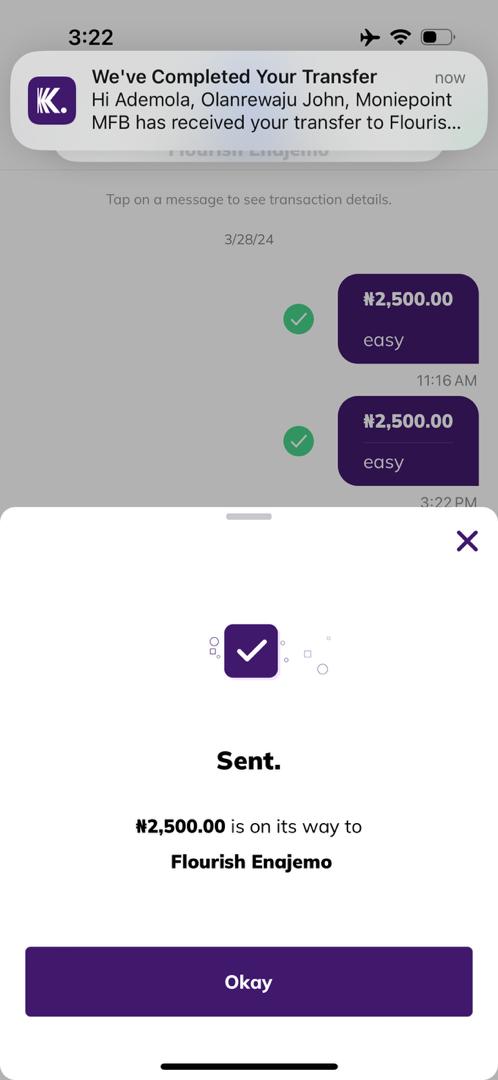 3:22
We've Completed Your Transfer
now
Hi Ademola, Olanrewaju John, Moniepoint
MFB has received your transfer to Flouris...
Flourish Enajemo
Tap on a message to see transaction details.
3/28/24
₦2,500.00
easy
11:16 AM
₦2,500.00
easy
3:22 PM
Sent.
₦2,500.00 is on its way to
Flourish Enajemo
Okay